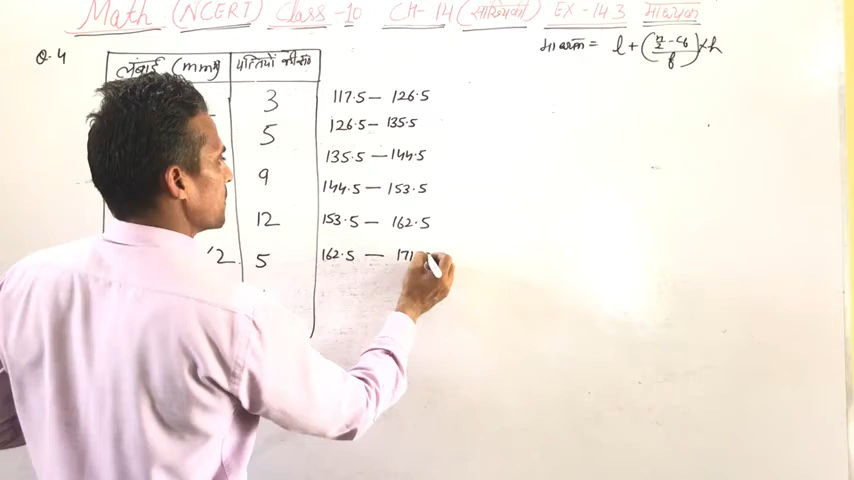 Math (NCERT) Class-10 CH-14 (सांख्यिकी) EX-14.3 माध्यक
Q.4
लंबाई (mm में) पत्तियों की सं०
माध्यक = l + (n/2 - cf / f) × h
3 117.5 — 126.5
5 126.5 — 135.5
9 135.5 — 144.5
12 144.5 — 153.5
5 153.5 — 162.5
162.5 — 171